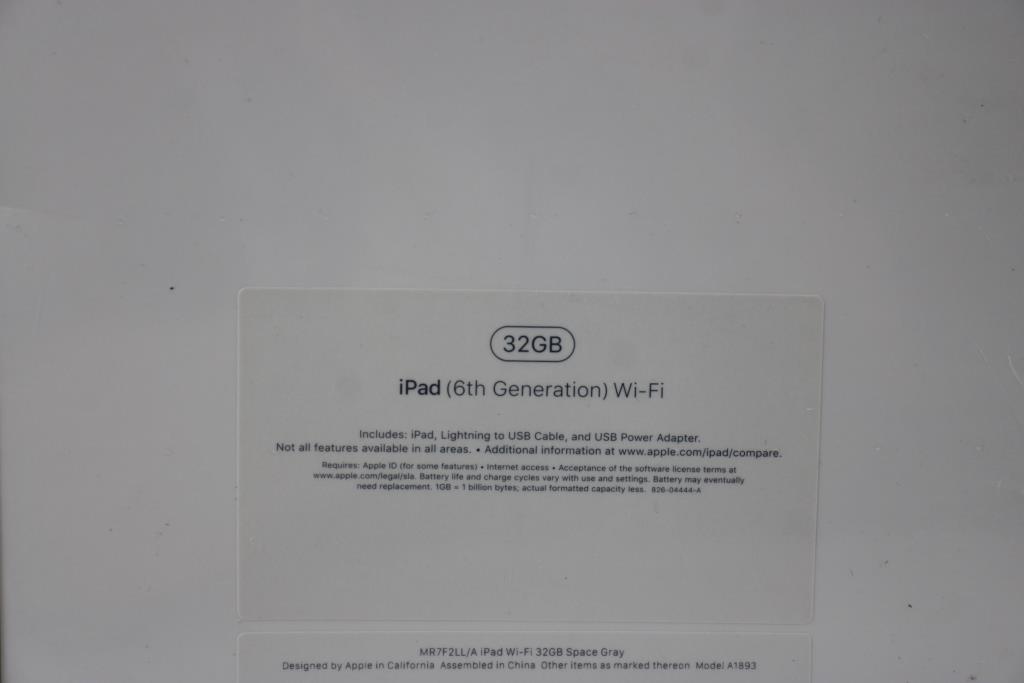 32GB
iPad (6th Generation) Wi-Fi
Includes: iPad, Lightning to USB Cable, and USB Power Adapter.
Not all features available in all areas. • Additional information at www.apple.com/ipad/compare.
Requires: Apple ID (for some features) • Internet access • Acceptance of the software license terms at
www.apple.com/legal/sla. Battery life and charge cycles vary with use and settings. Battery may eventually
need replacement. 1GB = 1 billion bytes; actual formatted capacity less. 826-04444-A
MR7F2LL/A iPad Wi-Fi 32GB Space Gray
Designed by Apple in California Assembled in China Other items as marked thereon Model A1893